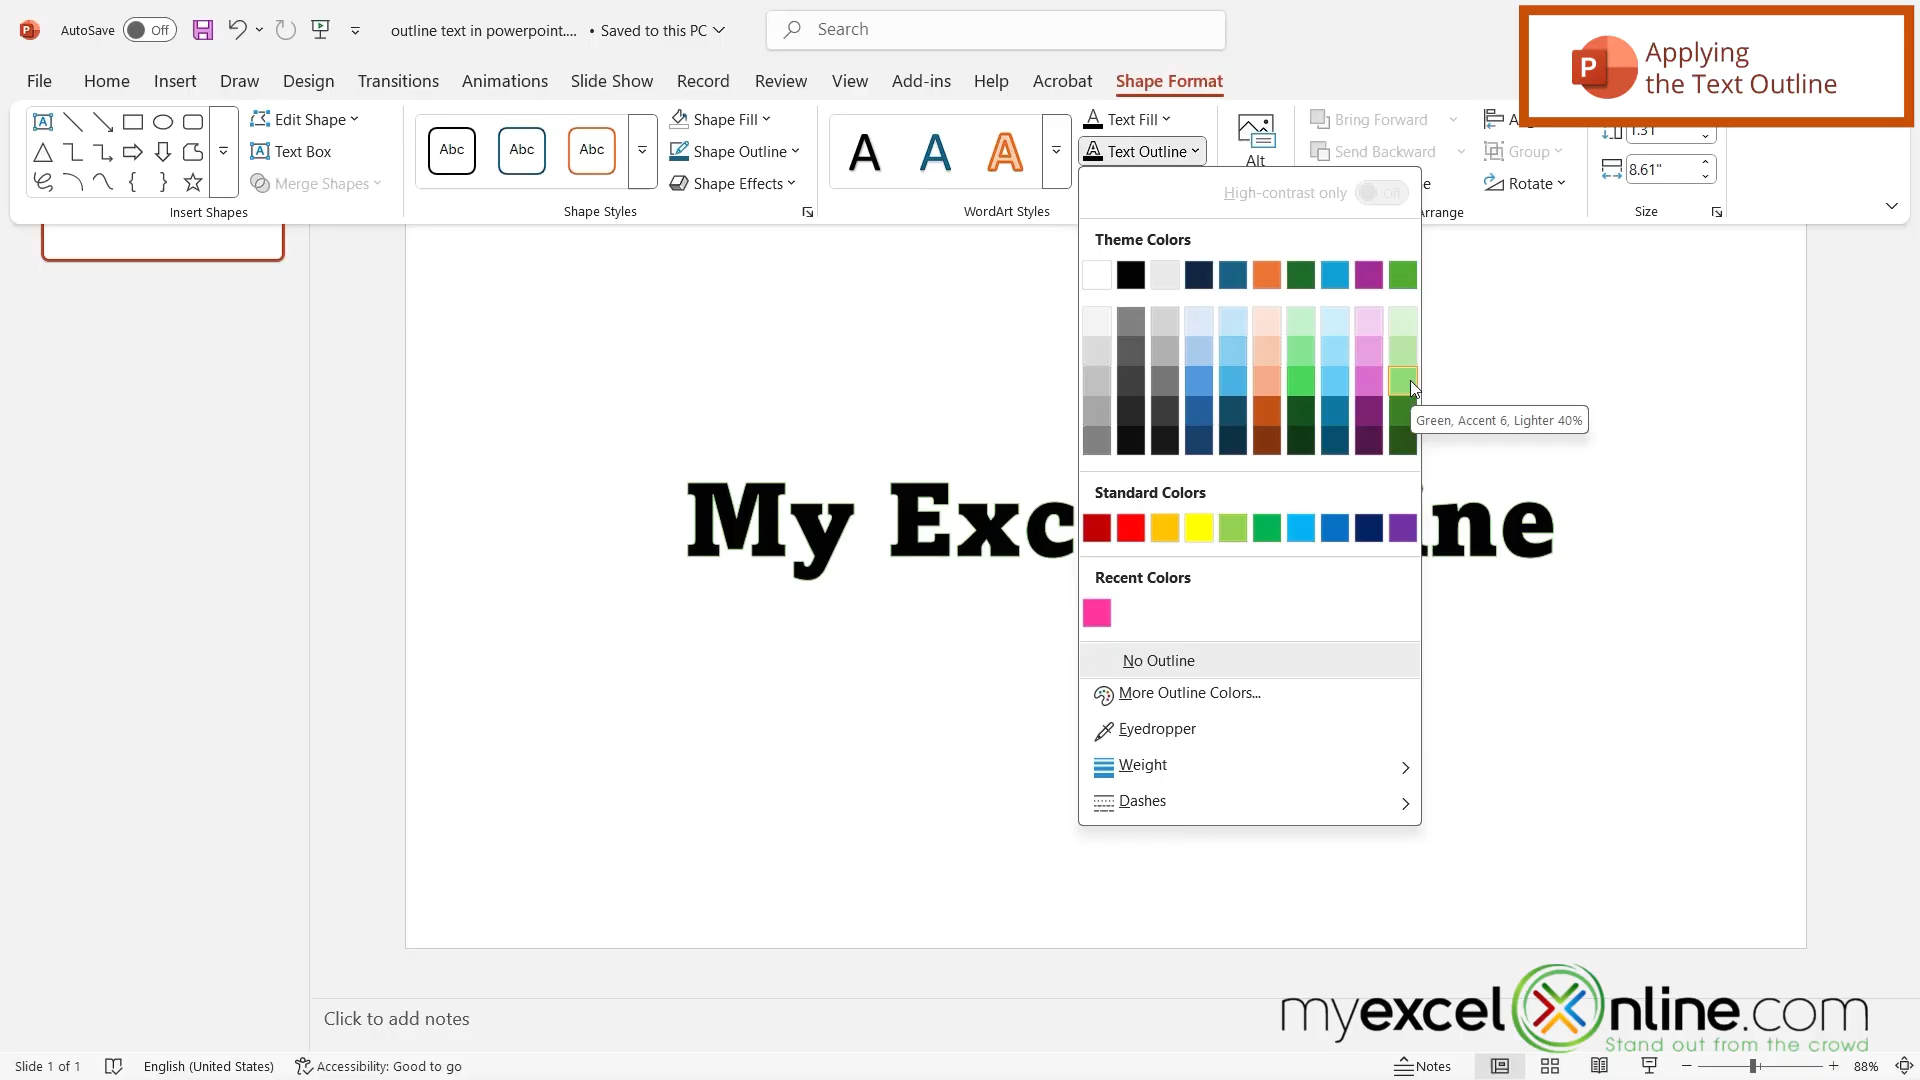 AutoSave Off outline text in powerpoint.... • Saved to this PC Search
Applying
the Text Outline
File Home Insert Draw Design Transitions Animations Slide Show Record Review View Add-ins Help Acrobat Shape Format
Edit Shape
Text Box
Merge Shapes
Insert Shapes
Abc Abc Abc
Shape Fill
Shape Outline
Shape Effects
Shape Styles
A A A
Text Fill
Text Outline
WordArt Styles
Alt
Bring Forward
Send Backward
Group
Rotate
1.31"
8.61"
Size
High-contrast only Off
Theme Colors
Green, Accent 6, Lighter 40%
Standard Colors
Recent Colors
No Outline
More Outline Colors...
Eyedropper
Weight
Dashes
My Exc ne
Click to add notes
myexcelOnline.com
Stand out from the crowd
Slide 1 of 1 English (United States) Accessibility: Good to go Notes 88%